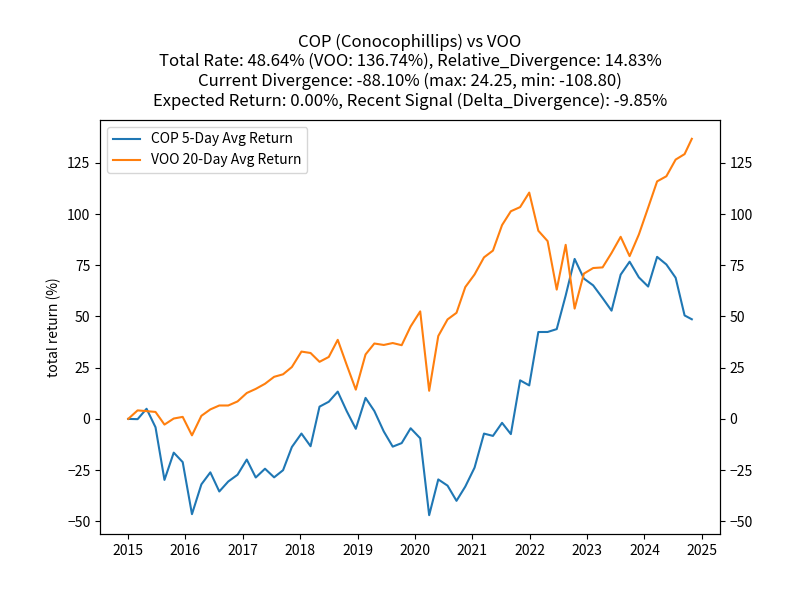 COP (Conocophillips) vs VOO
Total Rate: 48.64% (VOO: 136.74%), Relative_Divergence: 14.83%
Current Divergence: -88.10% (max: 24.25, min: -108.80)
Expected Return: 0.00%, Recent Signal (Delta_Divergence): -9.85%
COP 5-Day Avg Return
VOO 20-Day Avg Return
total return (%)
125
100
75
50
25
0
−25
−50
125
100
75
50
25
0
−25
−50
2015 2016 2017 2018 2019 2020 2021 2022 2023 2024 2025